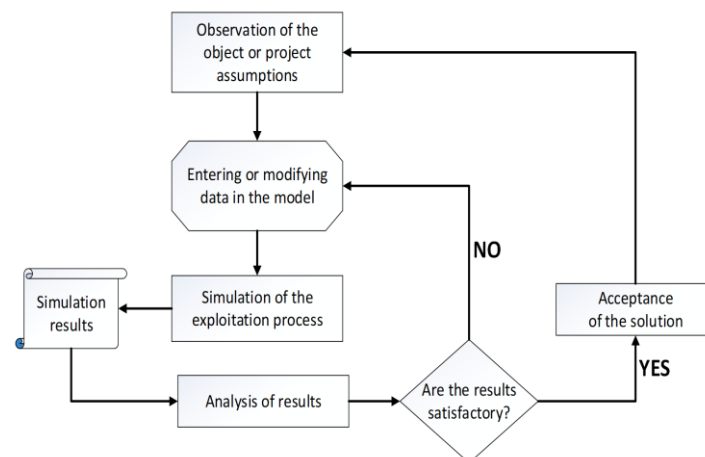 Observation of the
object or project
assumptions
Entering or modifying
data in the model
NO
Simulation
results
Simulation of the
exploitation process
Acceptance
of the solution
YES
Analysis of results
Are the results
satisfactory?